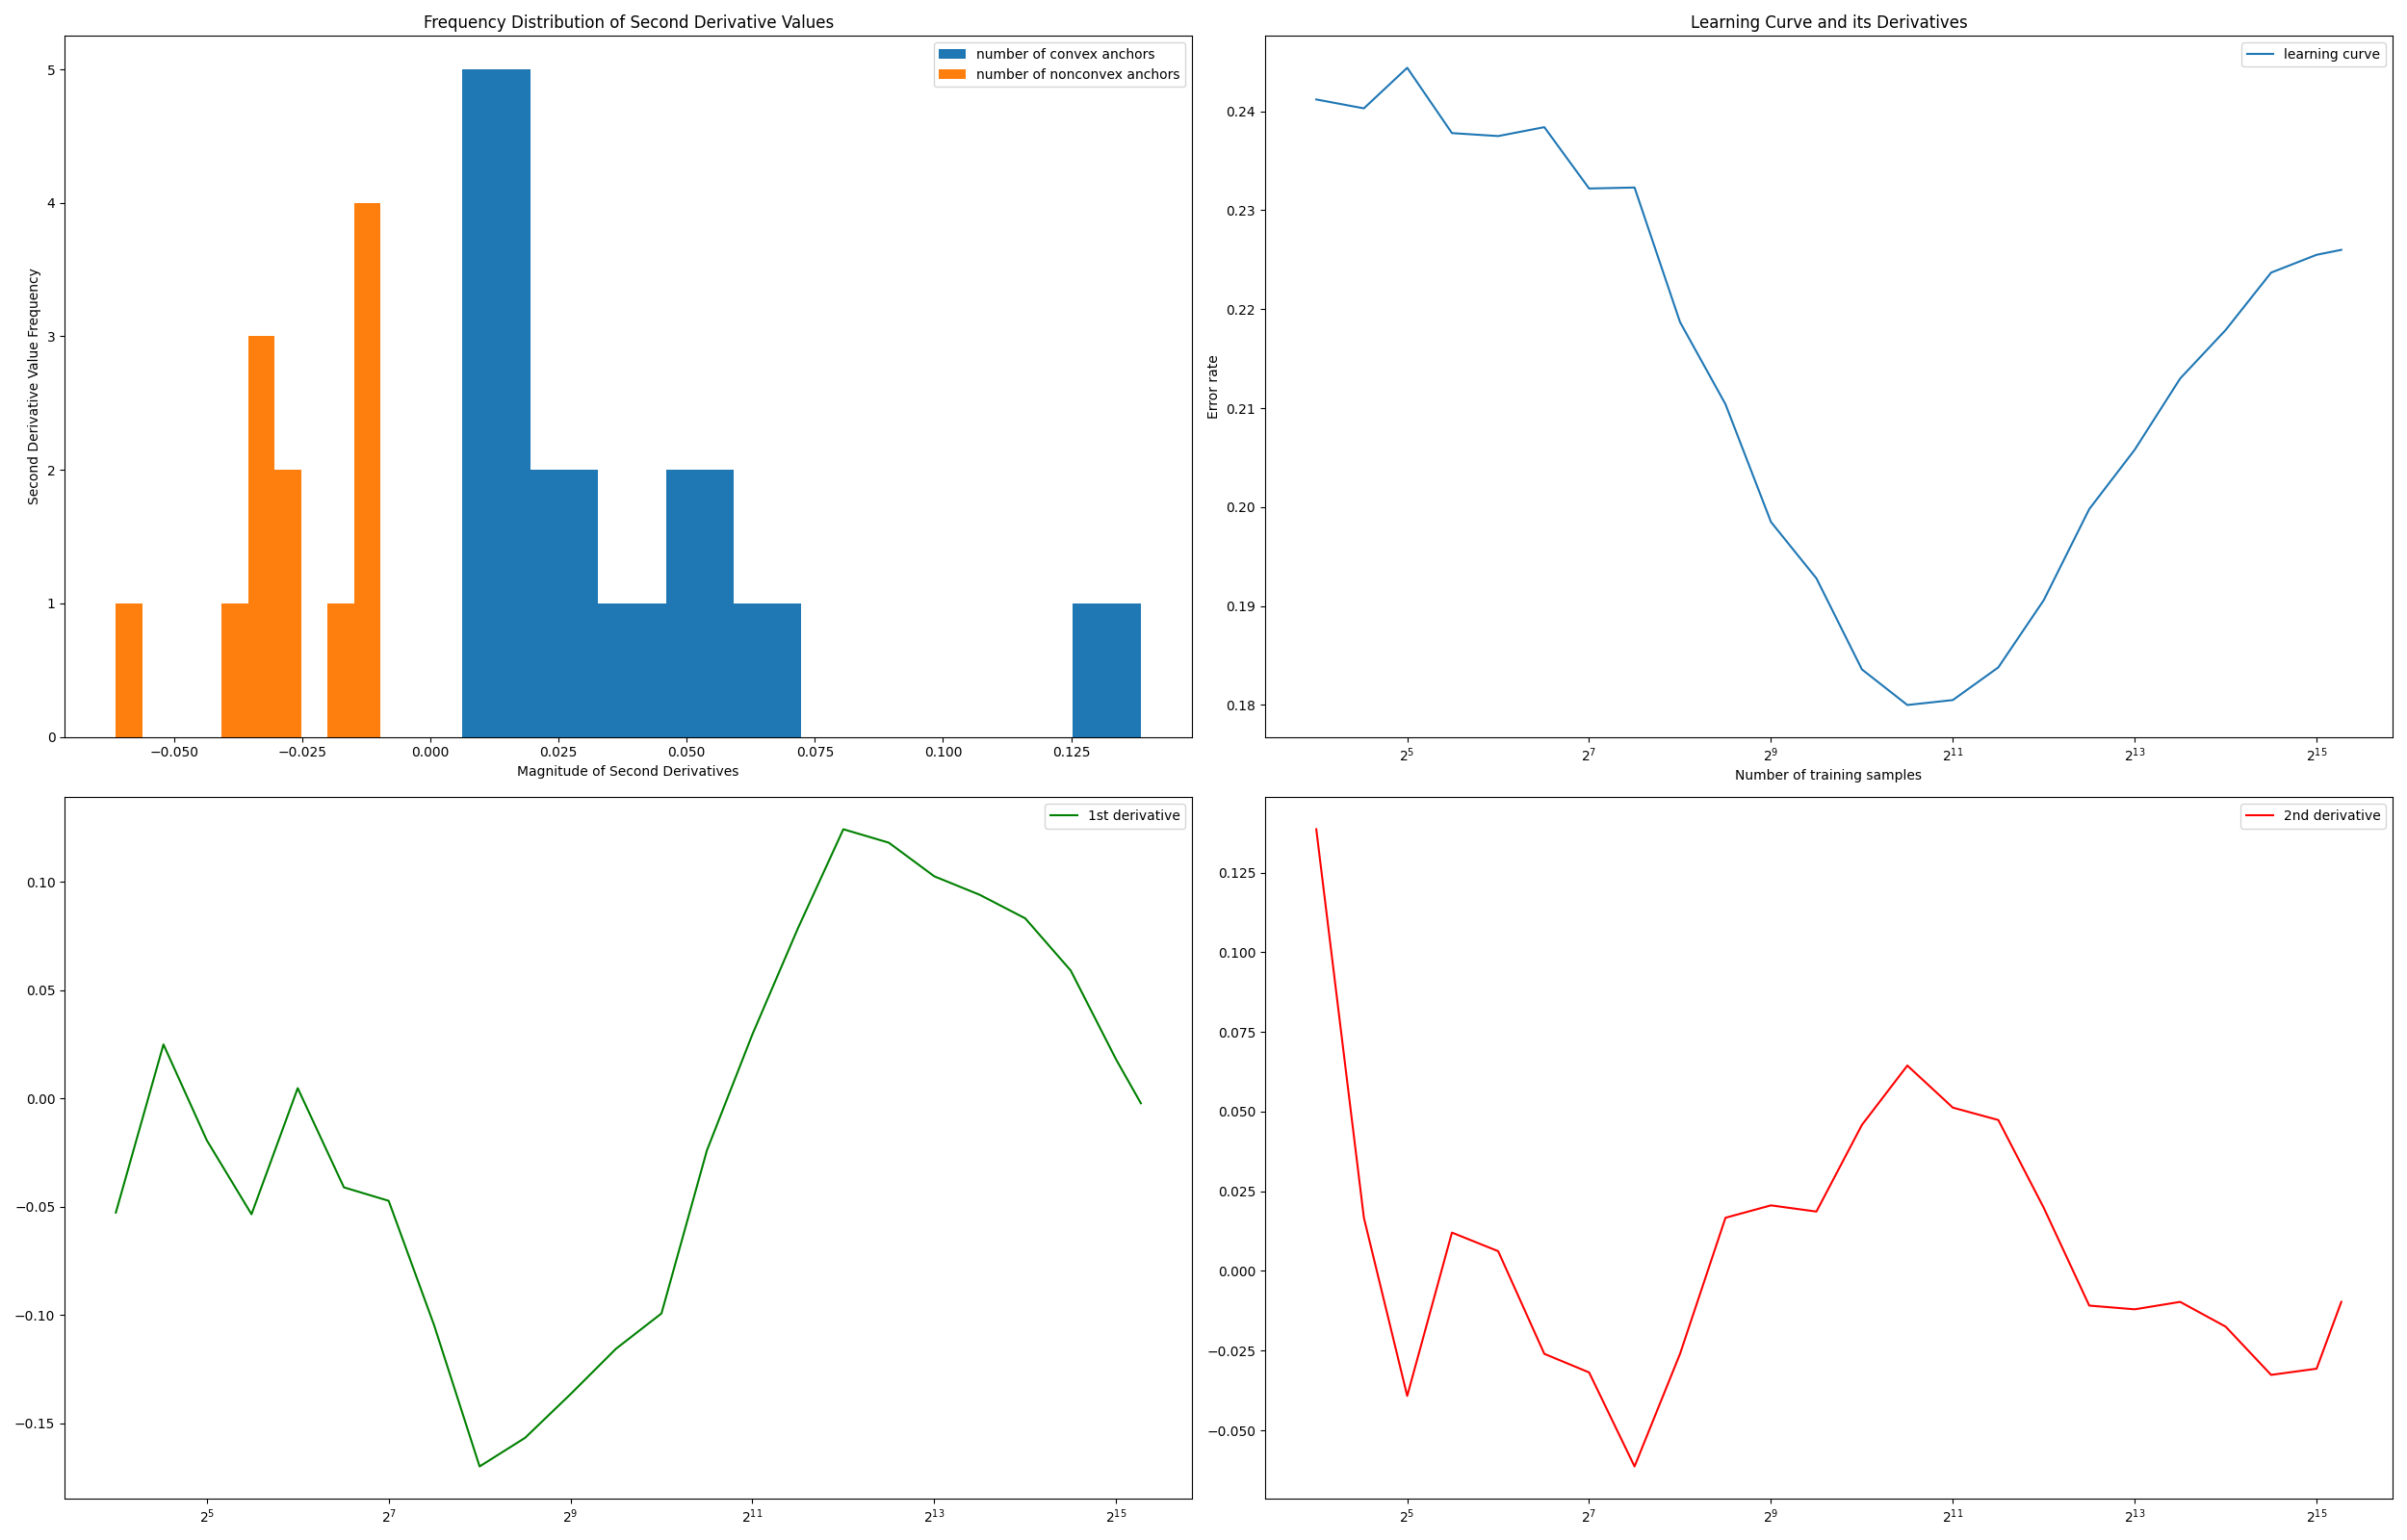 Frequency Distribution of Second Derivative Values
number of convex anchors
number of nonconvex anchors
Second Derivative Value Frequency
5
4
3
2
1
0
−0.050 −0.025 0.000 0.025 0.050 0.075 0.100 0.125
Magnitude of Second Derivatives
Learning Curve and its Derivatives
learning curve
Error rate
0.24
0.23
0.22
0.21
0.20
0.19
0.18
2^5 2^7 2^9 2^11 2^13 2^15
Number of training samples
1st derivative
0.10
0.05
0.00
−0.05
−0.10
−0.15
2^5 2^7 2^9 2^11 2^13 2^15
2nd derivative
0.125
0.100
0.075
0.050
0.025
0.000
−0.025
−0.050
2^5 2^7 2^9 2^11 2^13 2^15